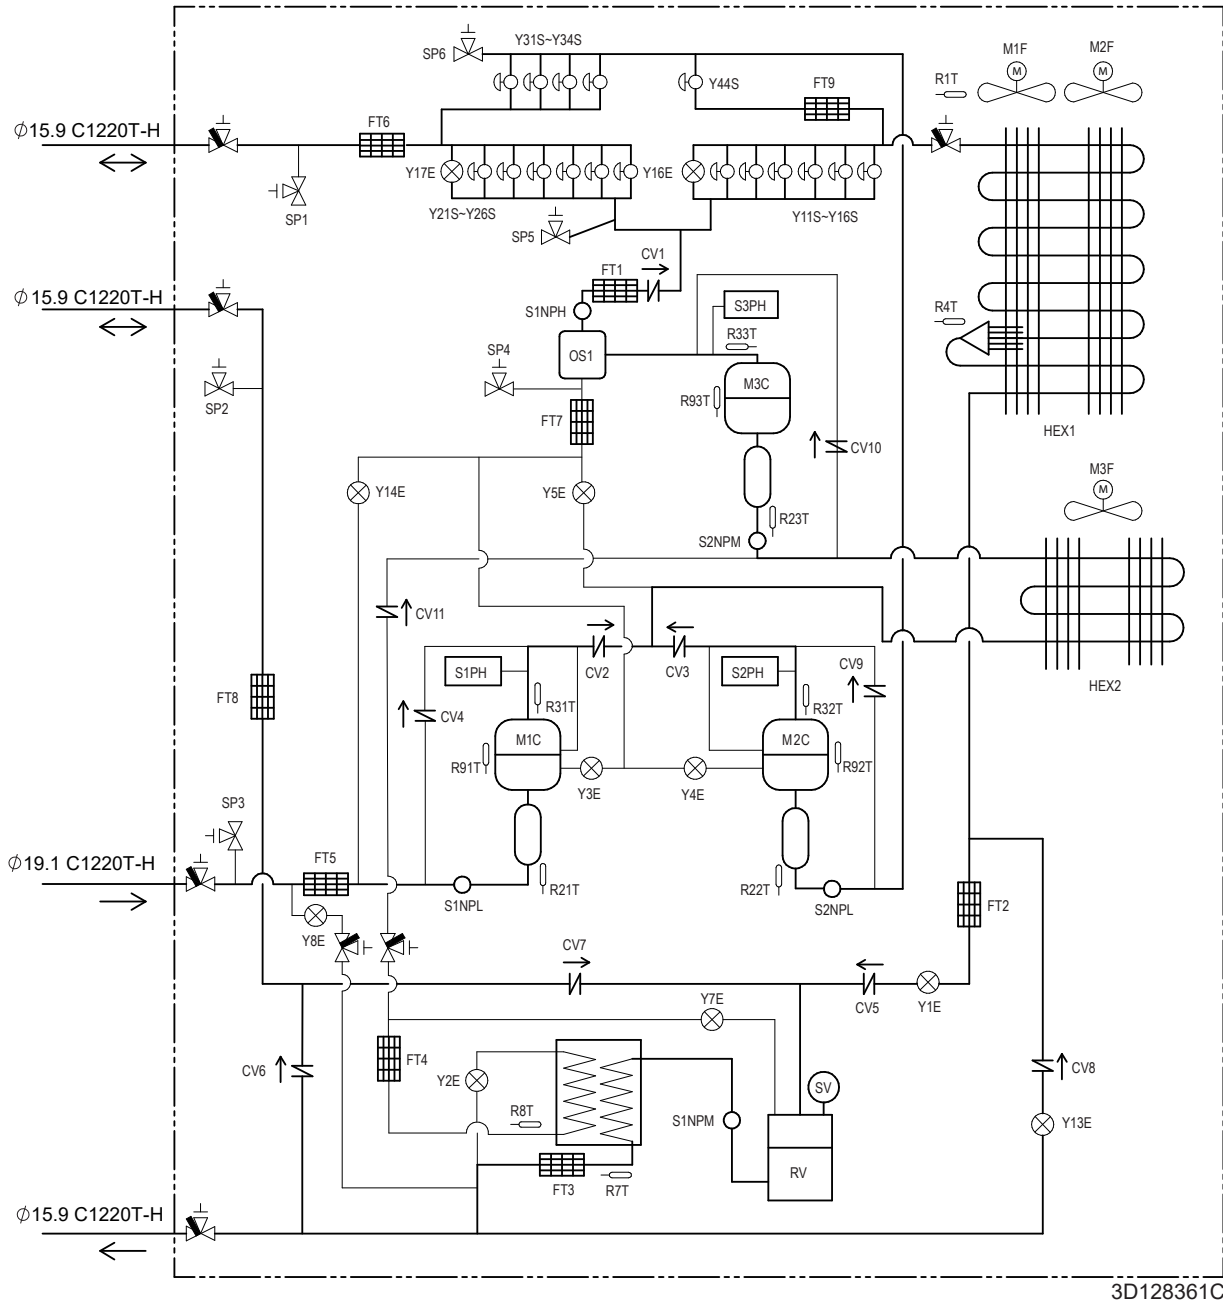 Y31S~Y34S
SP6
Y44S
FT9
M1F
M2F
M
M
R1T
⌀15.9 C1220T-H
FT6
Y17E
Y16E
Y21S~Y26S
Y11S~Y16S
SP1
SP5
CV1
FT1
⌀15.9 C1220T-H
S1NPH
S3PH
R33T
R4T
SP4
OS1
M3C
SP2
R93T
FT7
HEX1
CV10
M3F
M
Y14E
Y5E
R23T
S2NPM
CV11
CV2
CV3
S1PH
S2PH
CV9
HEX2
FT8
R31T
R32T
CV4
M1C
M2C
R91T
R92T
Y3E
Y4E
SP3
⌀19.1 C1220T-H
FT5
R21T
R22T
S1NPL
S2NPL
FT2
Y8E
CV7
CV5
Y1E
Y7E
FT4
CV6
Y2E
SV
CV8
R8T
S1NPM
Y13E
RV
FT3
R7T
⌀15.9 C1220T-H
3D128361C